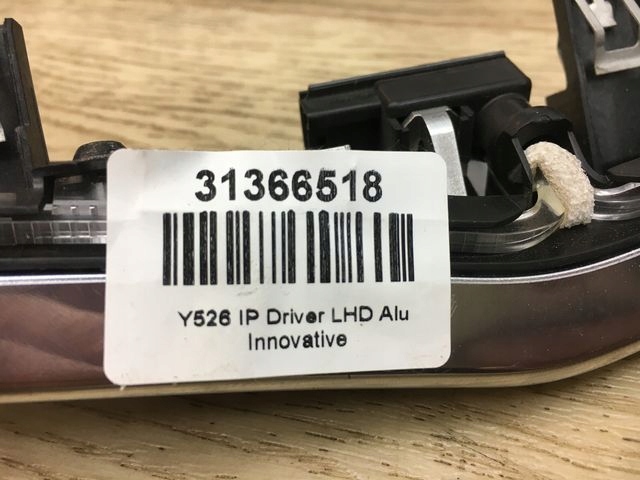 31366518
Y526 IP Driver LHD Alu
Innovative